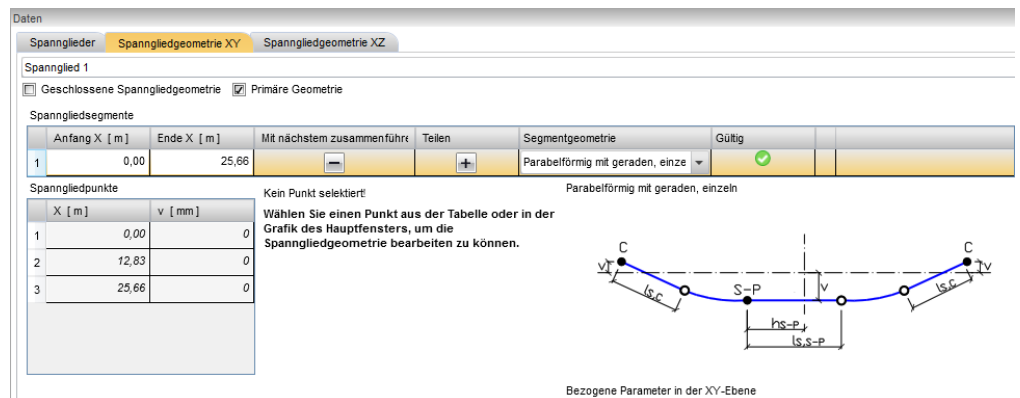 Daten
Spannglieder Spanngliedgeometrie XY Spanngliedgeometrie XZ
Spannglied 1
Geschlossene Spanngliedgeometrie Primäre Geometrie
Spanngliedsegmente
Anfang X [ m ] Ende X [ m ] Mit nächstem zusammenführe Teilen Segmentgeometrie Gültig
1 0,00 25,66 Parabelförmig mit geraden, einze
Spanngliedpunkte
X [ m ] v [ mm ]
1 0,00 0
2 12,83 0
3 25,66 0
Kein Punkt selektiert!
Wählen Sie einen Punkt aus der Tabelle oder in der
Grafik des Hauptfensters, um die
Spanngliedgeometrie bearbeiten zu können.
Parabelförmig mit geraden, einzeln
C C
v v
ls,c S-P v ls,c
hs-P
ls,s-P
Bezogene Parameter in der XY-Ebene